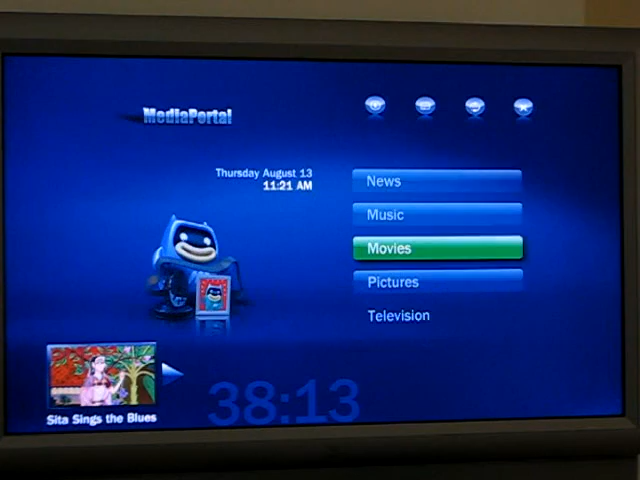 MediaPortal
Thursday August 13
11:21 AM
News
Music
Movies
Pictures
Television
Sita Sings the Blues
38:13